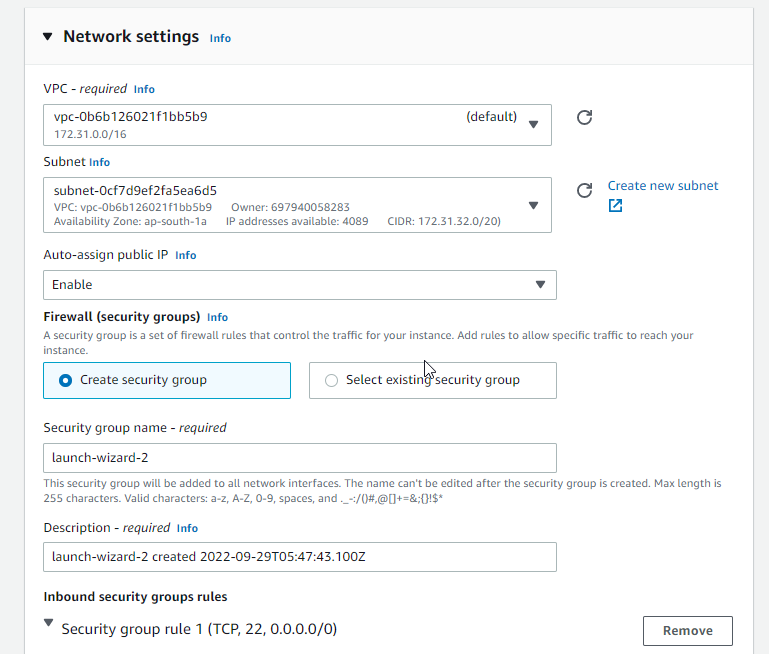 Network settings Info
VPC - required Info
vpc-0b6b126021f1bb5b9 (default)
172.31.0.0/16
Subnet Info
subnet-0cf7d9ef2fa5ea6d5
VPC: vpc-0b6b126021f1bb5b9 Owner: 697940058283
Availability Zone: ap-south-1a IP addresses available: 4089 CIDR: 172.31.32.0/20)
Create new subnet
Auto-assign public IP Info
Enable
Firewall (security groups) Info
A security group is a set of firewall rules that control the traffic for your instance. Add rules to allow specific traffic to reach your
instance.
Create security group Select existing security group
Security group name - required
launch-wizard-2
This security group will be added to all network interfaces. The name can't be edited after the security group is created. Max length is
255 characters. Valid characters: a-z, A-Z, 0-9, spaces, and ._-:/()#,@[]+=&;{}!$*
Description - required Info
launch-wizard-2 created 2022-09-29T05:47:43.100Z
Inbound security groups rules
Security group rule 1 (TCP, 22, 0.0.0.0/0) Remove